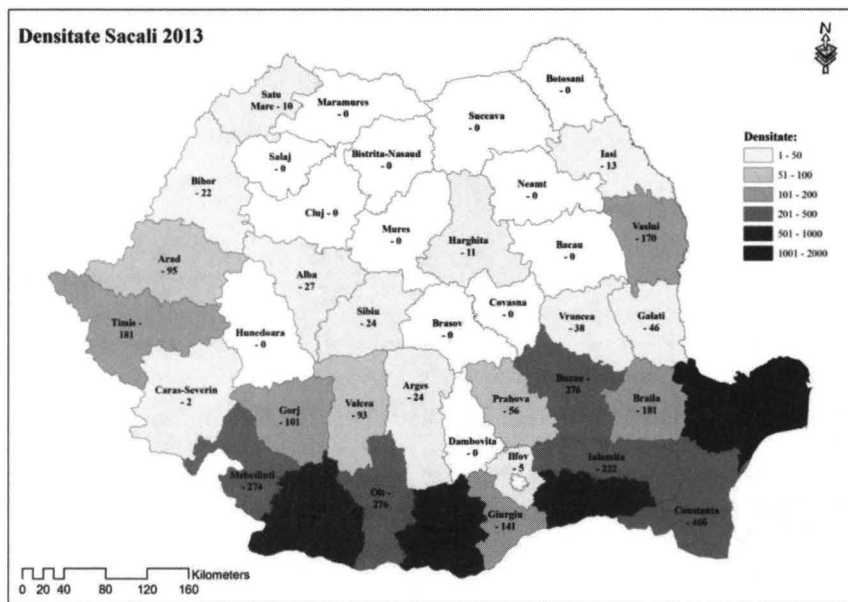 Densitate Sacali 2013
N
Botosani
- 0
Satu
Mare - 10
Maramures
- 0
Suceava
- 0
Densitate:
1 - 50
51 - 100
101 - 200
201 - 500
501 - 1000
1001 - 2000
Salaj
- 0
Bistrita-Nasaud
- 0
Iasi
- 13
Bihor
- 22
Neamt
- 0
Cluj - 0
Mures
- 0
Harghita
- 11
Bacau
- 0
Vaslui
- 170
Arad
- 95
Alba
- 27
Timis -
181
Hunedoara
- 0
Sibiu
- 24
Brasov
- 0
Covasna
- 0
Vrancea
- 38
Galati
- 46
Caras-Severin
- 2
Gorj
- 101
Valcea
- 93
Arges
- 24
Prahova
- 56
Buzau -
276
Braila
- 181
Dambovita
- 0
Ilfov
- 5
Ialomita
- 222
Mehedinti
- 274
Olt -
276
Giurgiu
- 141
Constanta
Kilometers
0 20 40 80 120 160